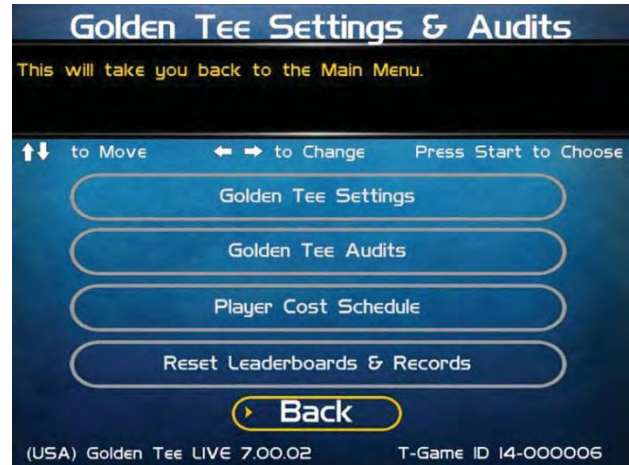 Golden Tee Settings & Audits
This will take you back to the Main Menu.
to Move to Change Press Start to Choose
Golden Tee Settings
Golden Tee Audits
Player Cost Schedule
Reset Leaderboards & Records
Back
(USA) Golden Tee LIVE 7.00.02 T-Game ID 14-000006